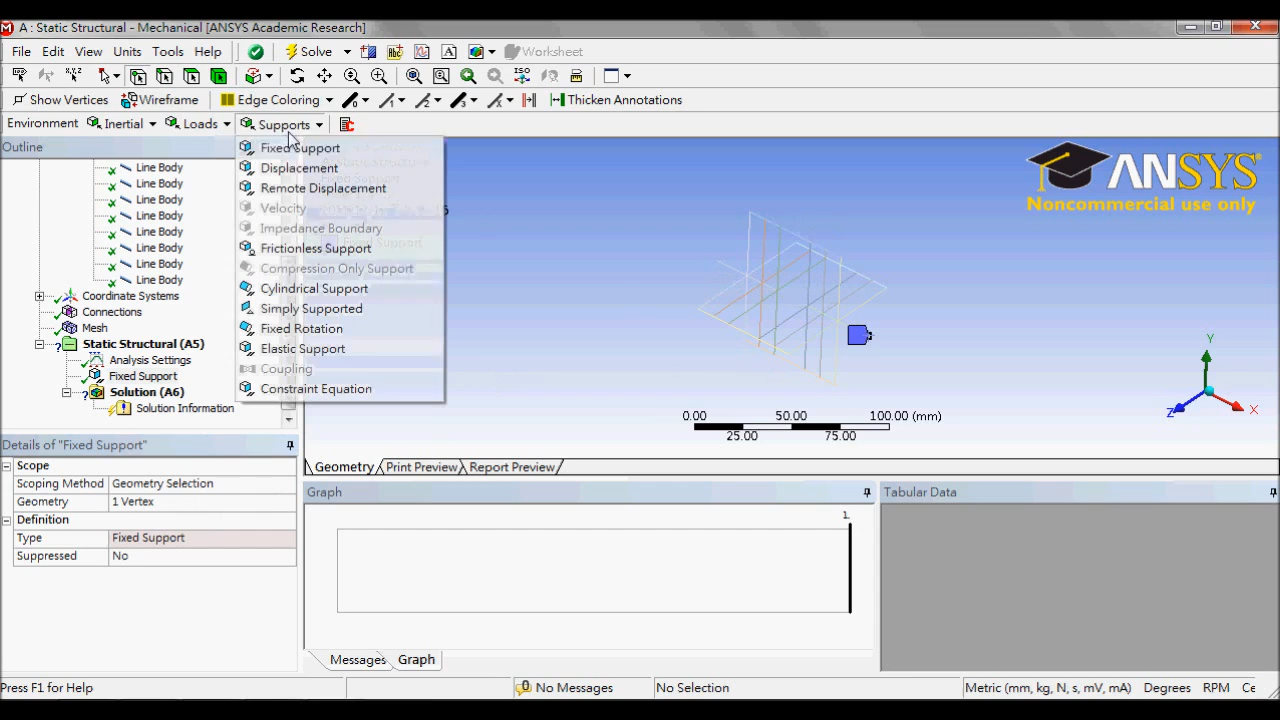 A : Static Structural - Mechanical [ANSYS Academic Research]
File Edit View Units Tools Help Solve Worksheet
ISO
Show Vertices Wireframe Edge Coloring Thicken Annotations
Environment Inertial Loads Supports
Outline
Line Body
Line Body
Line Body
Line Body
Line Body
Line Body
Line Body
Line Body
Coordinate Systems
Connections
Mesh
Static Structural (A5)
Analysis Settings
Fixed Support
Solution (A6)
Solution Information
Fixed Support
Displacement
Remote Displacement
Velocity
Impedance Boundary
Frictionless Support
Compression Only Support
Cylindrical Support
Simply Supported
Fixed Rotation
Elastic Support
Coupling
Constraint Equation
ANSYS
Noncommercial use only
0.00 50.00 100.00 (mm)
25.00 75.00
Y
Z X
Details of "Fixed Support"
Scope
Scoping Method Geometry Selection
Geometry 1 Vertex
Definition
Type Fixed Support
Suppressed No
Geometry Print Preview Report Preview
Graph
1.
Messages Graph
Tabular Data
Press F1 for Help 0 No Messages No Selection Metric (mm, kg, N, s, mV, mA) Degrees RPM Ce